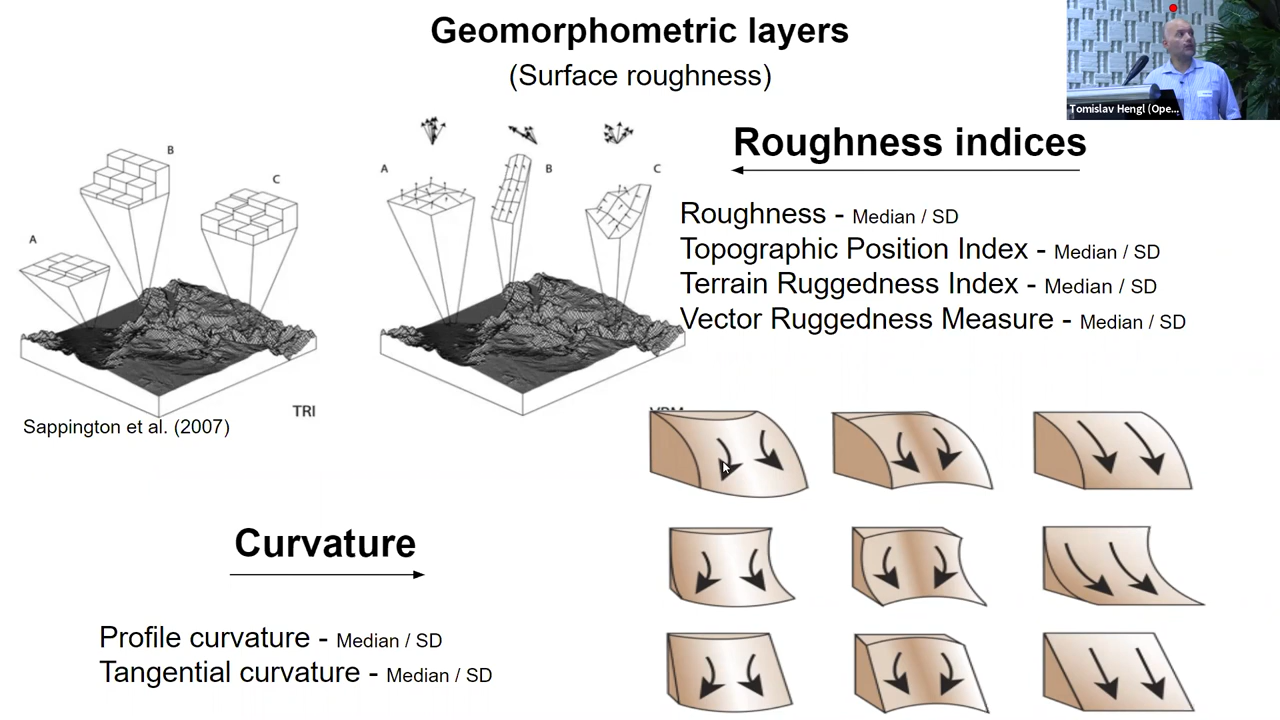 Geomorphometric layers
(Surface roughness)
Tomislav Hengl (Ope...
Roughness indices
Roughness - Median / SD
Topographic Position Index - Median / SD
Terrain Ruggedness Index - Median / SD
Vector Ruggedness Measure - Median / SD
A
B
C
TRI
A
B
C
VRM
Sappington et al. (2007)
Curvature
Profile curvature - Median / SD
Tangential curvature - Median / SD